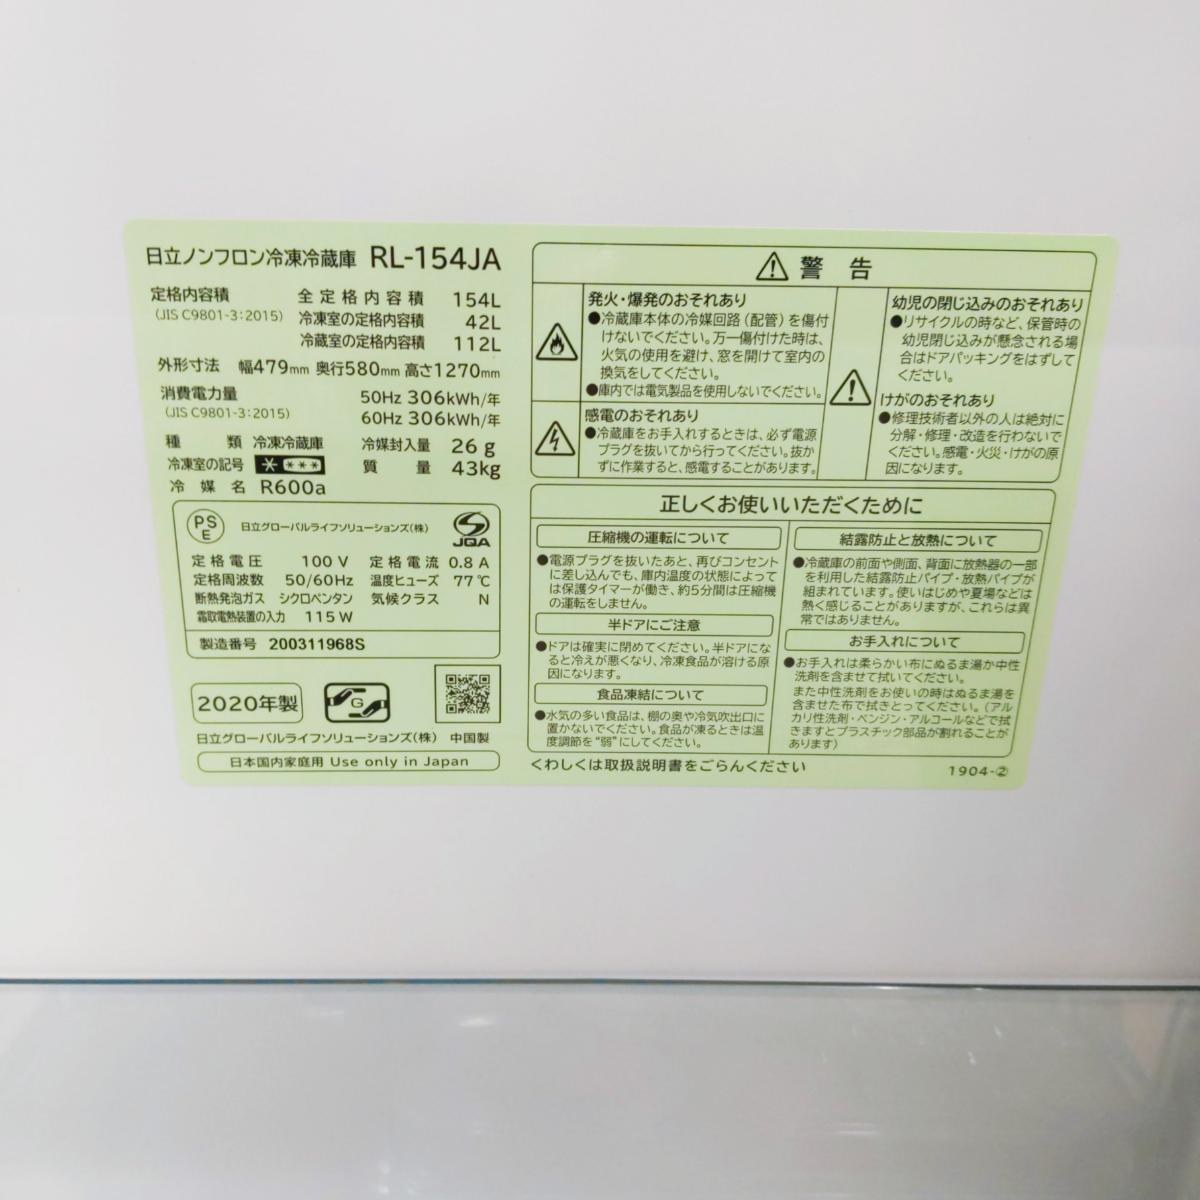 日立ノンフロン冷凍冷蔵庫 RL-154JA
定格内容積 全定格内容積 154L
(JIS C9801-3:2015) 冷凍室の定格内容積 42L
冷蔵室の定格内容積 112L
外形寸法 幅479mm 奥行580mm 高さ1270mm
消費電力量 50Hz 306kWh/年
(JIS C9801-3:2015) 60Hz 306kWh/年
種類 冷凍冷蔵庫 冷媒封入量 26g
冷凍室の記号 質量 43kg
冷媒名 R600a
PS E 日立グローバルライフソリューションズ(株) JQA
定格電圧 100V 定格電流 0.8A
定格周波数 50/60Hz 温度ヒューズ 77℃
断熱発泡ガス シクロペンタン 気候クラス N
霜取電熱装置の入力 115W
製造番号 200311968S
2020年製 G
日立グローバルライフソリューションズ(株) 中国製
日本国内家庭用 Use only in Japan
警告
発火・爆発のおそれあり
●冷蔵庫本体の冷媒回路(配管)を傷付
けないでください。万一傷付けた時は、
火気の使用を避け、窓を開けて室内の
換気をしてください。
●庫内では電気製品を使用しないでください。
感電のおそれあり
●冷蔵庫をお手入れするときは、必ず電源
プラグを抜いてから行ってください。抜か
ずに作業すると、感電することがあります。
幼児の閉じ込みのおそれあり
●リサイクルの時など、保管時の
幼児閉じ込みが懸念される場
合はドアパッキングをはずして
ください。
けがのおそれあり
●修理技術者以外の人は絶対に
分解・修理・改造を行わないで
ください。感電・火災・けがの原
因になります。
正しくお使いいただくために
圧縮機の運転について
●電源プラグを抜いたあと、再びコンセント
に差し込んでも、庫内温度の状態によって
は保護タイマーが働き、約5分間は圧縮機
の運転をしません。
半ドアにご注意
●ドアは確実に閉めてください。半ドアにな
ると冷えが悪くなり、冷凍食品が溶ける原
因になります。
食品凍結について
●水気の多い食品は、棚の奥や冷気吹出口に
置かないでください。食品が凍るときは温
度調節を“弱”にしてください。
結露防止と放熱について
●冷蔵庫の前面や側面、背面に放熱器の一部
を利用した結露防止パイプ・放熱パイプが
組まれています。使いはじめや夏場などは
熱く感じることがありますが、これらは異
常ではありません。
お手入れについて
●お手入れは柔らかい布にぬるま湯か中性
洗剤を含ませて拭いてください。
また中性洗剤をお使いの時はぬるま湯を
含ませた布で拭きとってください。(アル
カリ性洗剤・ベンジン・アルコールなどで拭
きますとプラスチック部品が割れることが
あります)
くわしくは取扱説明書をごらんください
1904-②